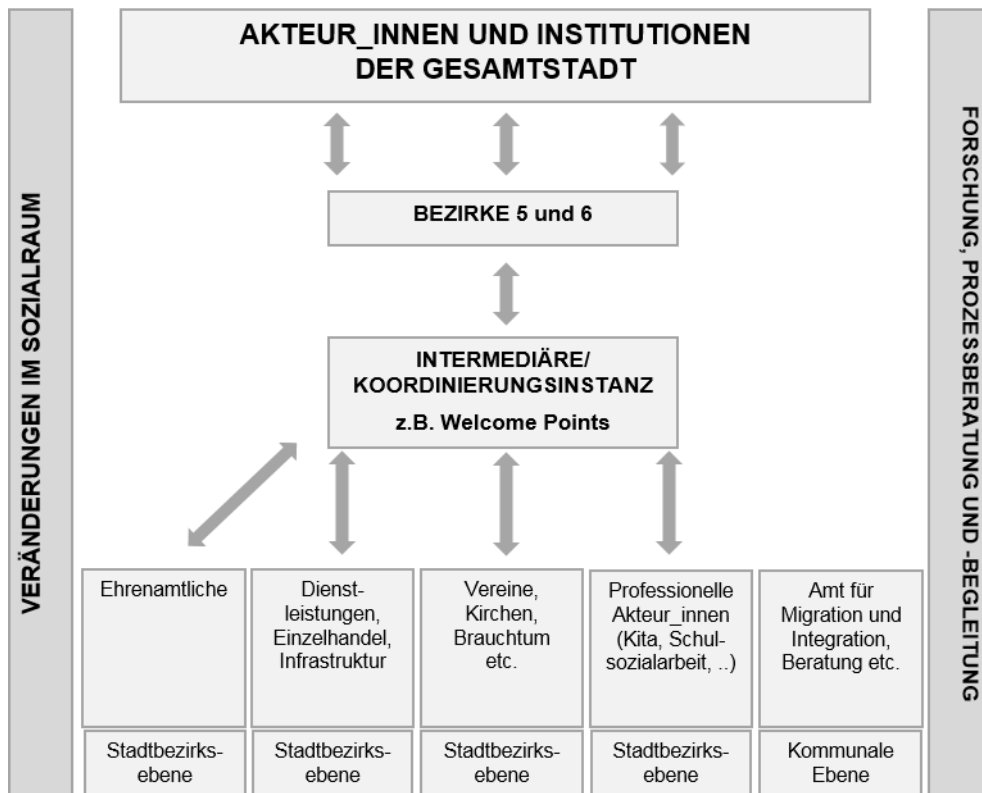 AKTEUR_INNEN UND INSTITUTIONEN
DER GESAMTSTADT
VERÄNDERUNGEN IM SOZIALRAUM
FORSCHUNG, PROZESSBERATUNG UND -BEGLEITUNG
BEZIRKE 5 und 6
INTERMEDIÄRE/
KOORDINIERUNGSINSTANZ
z.B. Welcome Points
Ehrenamtliche
Dienst-
leistungen,
Einzelhandel,
Infrastruktur
Vereine,
Kirchen,
Brauchtum
etc.
Professionelle
Akteur_innen
(Kita, Schul-
sozialarbeit, ..)
Amt für
Migration und
Integration,
Beratung etc.
Stadtbezirks-
ebene
Stadtbezirks-
ebene
Stadtbezirks-
ebene
Stadtbezirks-
ebene
Kommunale
Ebene